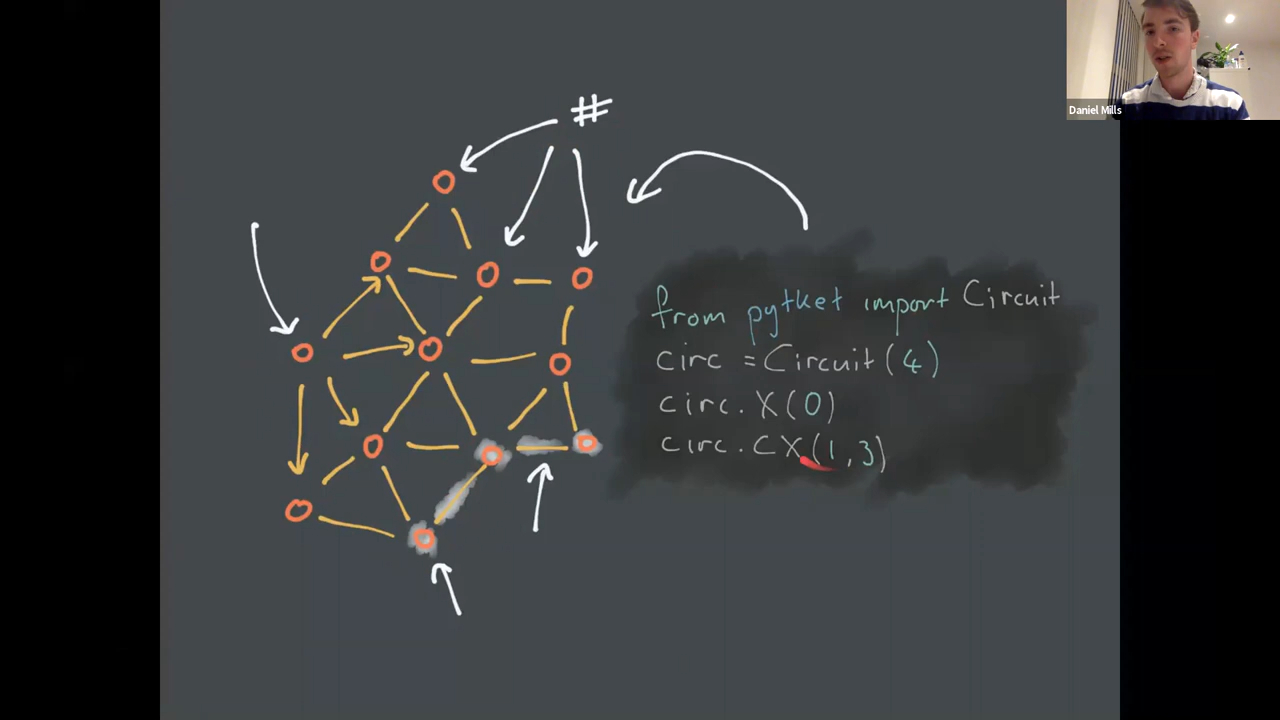 Daniel Mills
#
from pytket import Circuit
circ = Circuit(4)
circ. X(0)
circ. CX(1,3)